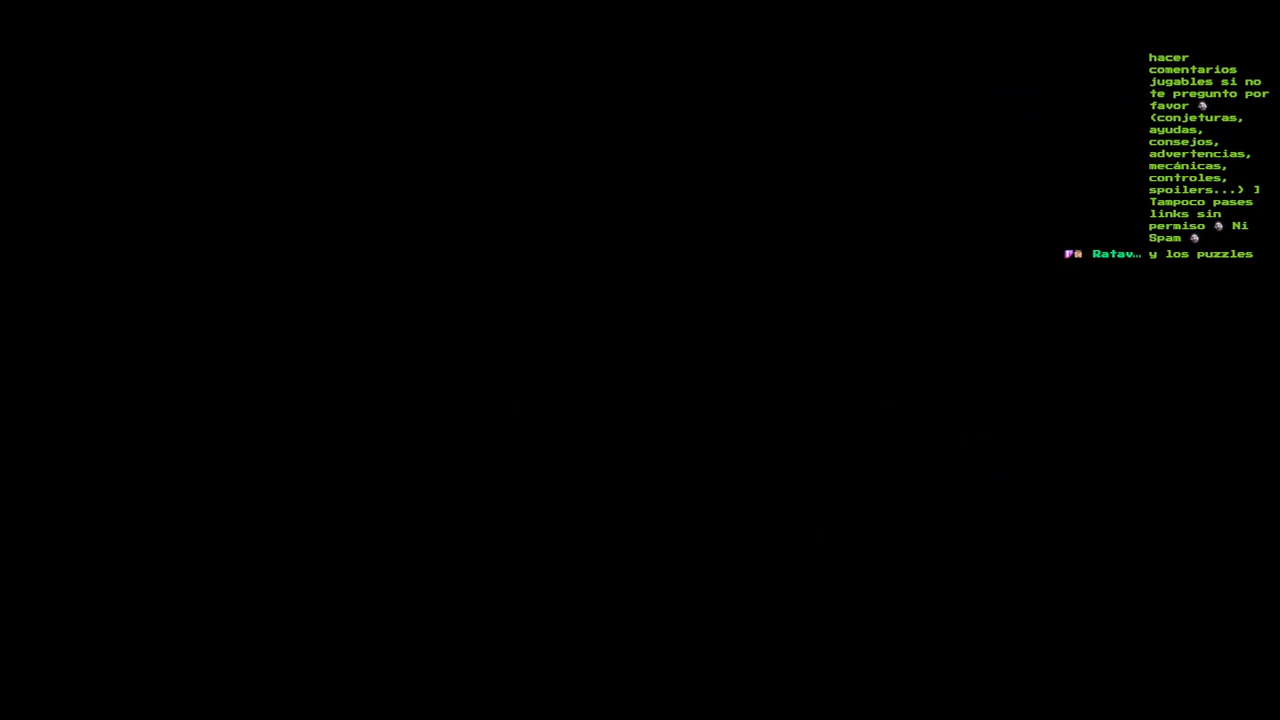 hacer
comentarios
jugables si no
te pregunto por
favor
(conjeturas,
ayudas,
consejos,
advertencias,
mecánicas,
controles,
spoilers...) ]
Tampoco pases
links sin
permiso Ni
Spam
Ratav… y los puzzles